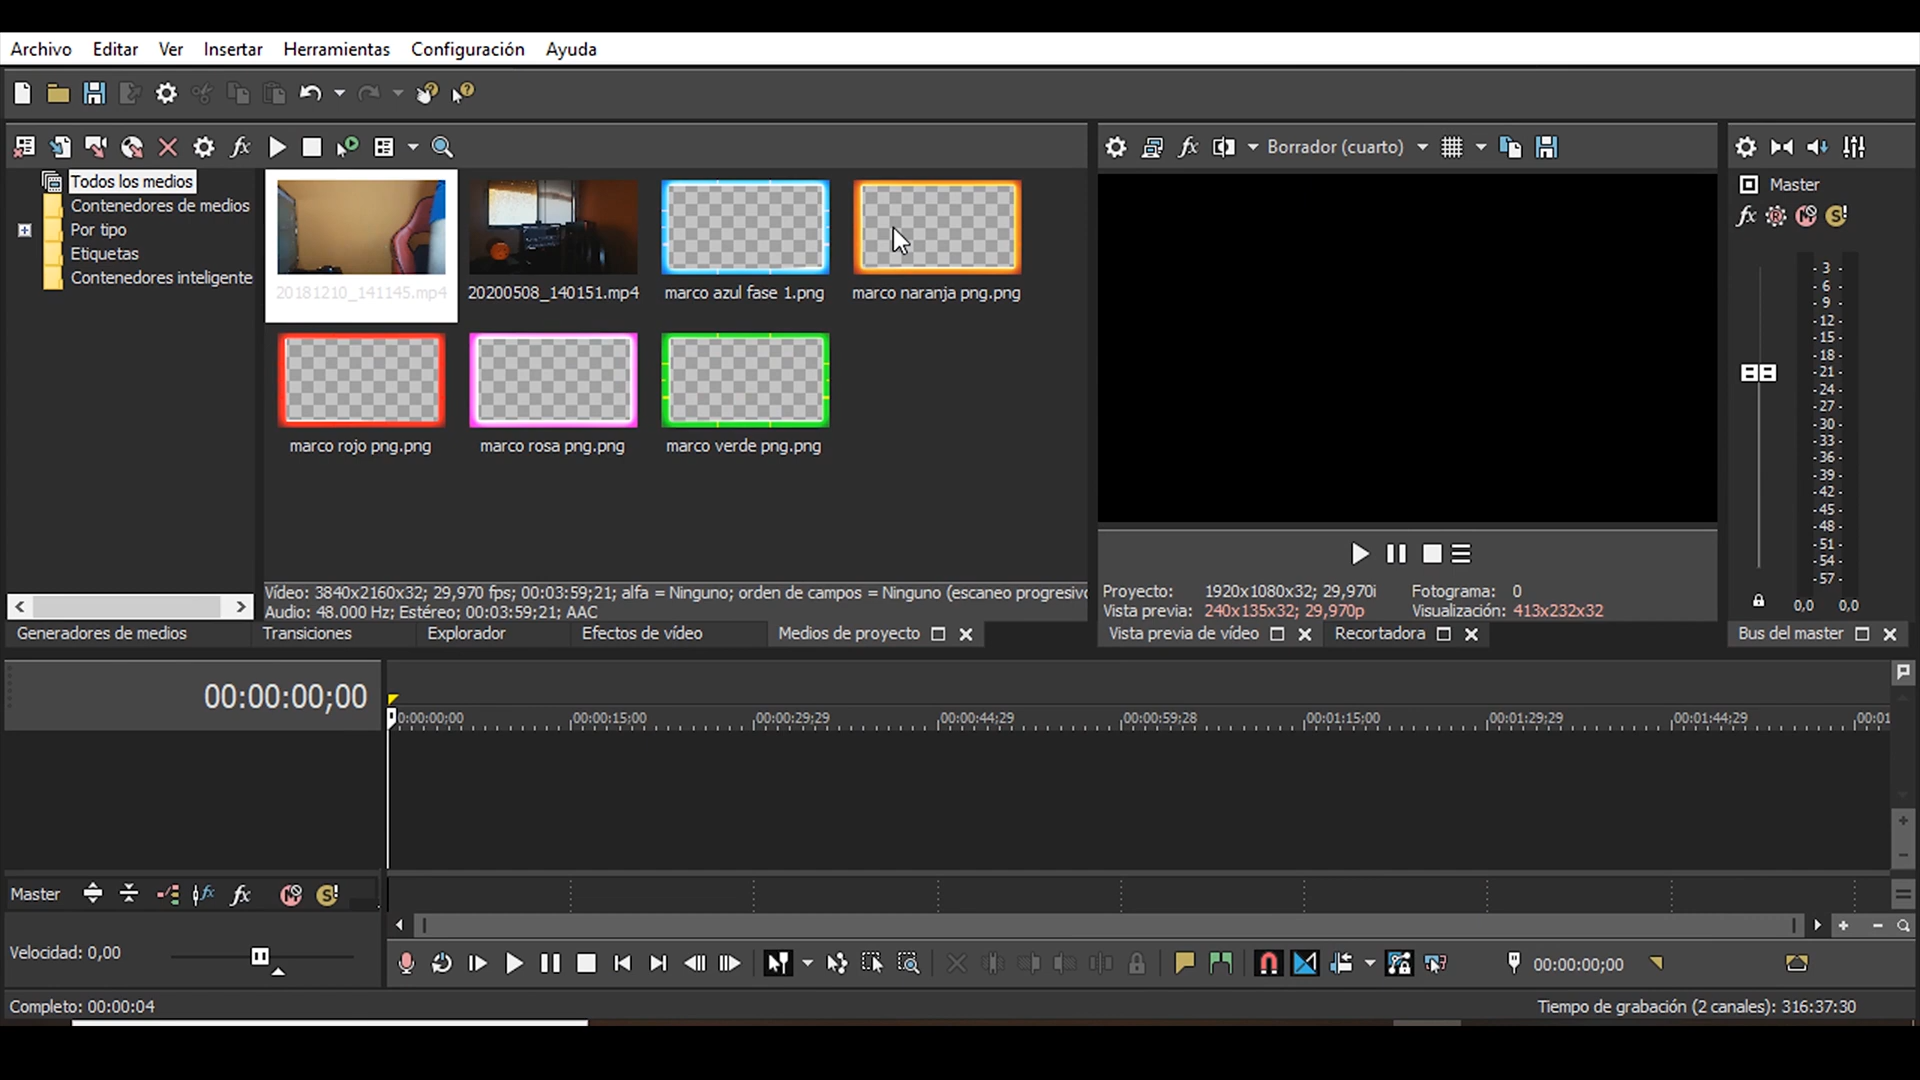 Archivo Editar Ver Insertar Herramientas Configuración Ayuda
Borrador (cuarto)
Todos los medios
Contenedores de medios
Por tipo
Etiquetas
Contenedores inteligente
20181210_141145.mp4 20200508_140151.mp4 marco azul fase 1.png marco naranja png.png
marco rojo png.png marco rosa png.png marco verde png.png
Vídeo: 3840x2160x32; 29,970 fps; 00:03:59;21; alfa = Ninguno; orden de campos = Ninguno (escaneo progresivo
Audio: 48.000 Hz; Estéreo; 00:03:59;21; AAC
Generadores de medios Transiciones Explorador Efectos de vídeo Medios de proyecto
Proyecto: 1920x1080x32; 29,970i Fotograma: 0
Vista previa: 240x135x32; 29,970p Visualización: 413x232x32
Vista previa de vídeo Recortadora
Master
- 3 -
- 6 -
- 9 -
- 12 -
- 15 -
- 18 -
- 21 -
- 24 -
- 27 -
- 30 -
- 33 -
- 36 -
- 39 -
- 42 -
- 45 -
- 48 -
- 51 -
- 54 -
- 57 -
0,0 0,0
Bus del master
00:00:00;00
0:00:00;00 00:00:15;00 00:00:29;29 00:00:44;29 00:00:59;28 00:01:15;00 00:01:29;29 00:01:44;29 00:01
Master
Velocidad: 0,00
00:00:00;00
Completo: 00:00:04
Tiempo de grabación (2 canales): 316:37:30